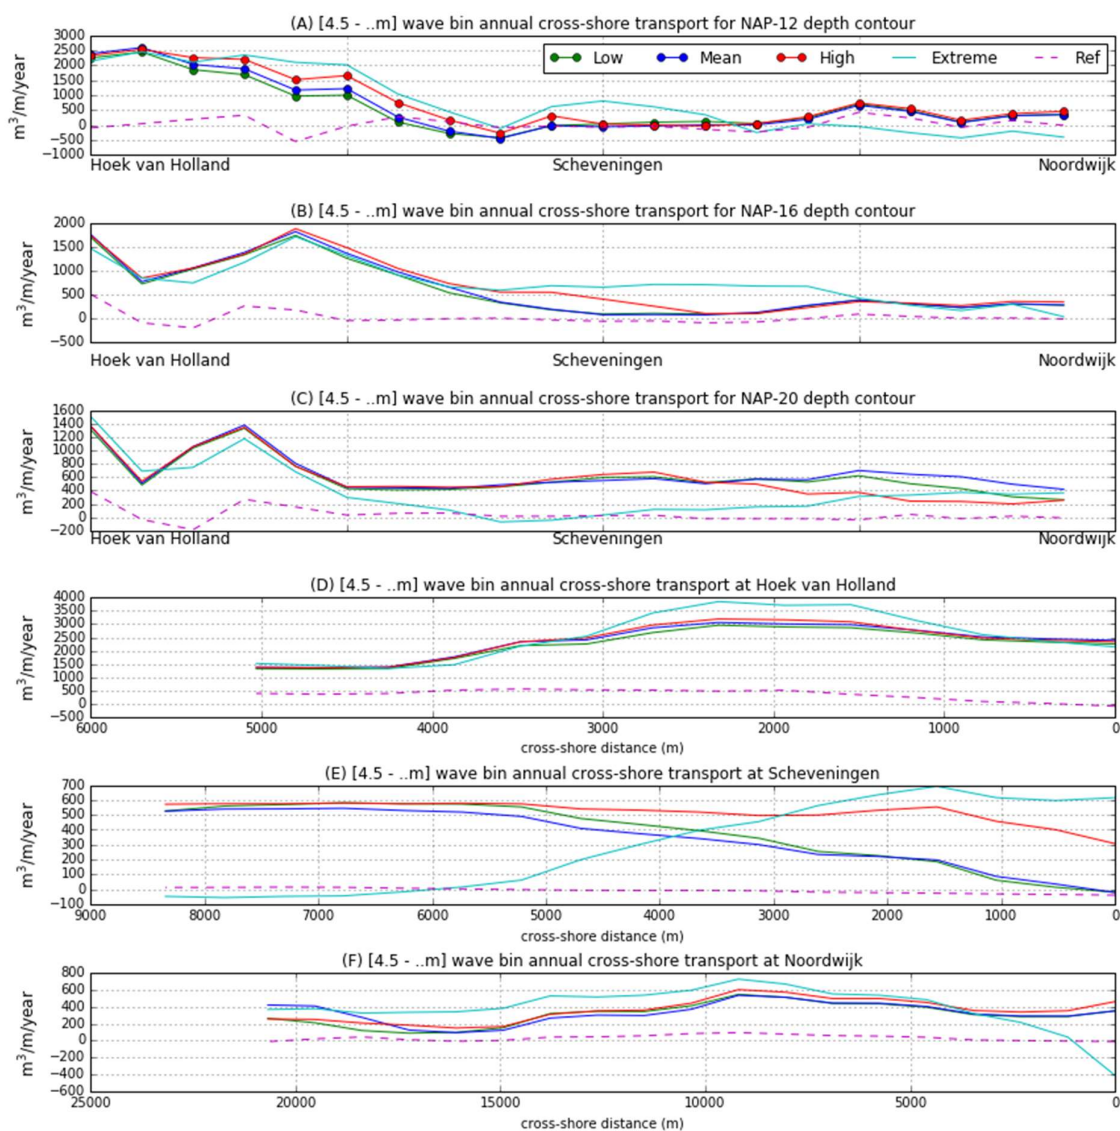 (A) [4.5 - ..m] wave bin annual cross-shore transport for NAP-12 depth contour
3000
2500
2000
1500
1000
500
0
−500
−1000
m³/m/year
Low Mean High Extreme Ref
Hoek van Holland Scheveningen Noordwijk
(B) [4.5 - ..m] wave bin annual cross-shore transport for NAP-16 depth contour
2000
1500
1000
500
0
−500
m³/m/year
Hoek van Holland Scheveningen Noordwijk
(C) [4.5 - ..m] wave bin annual cross-shore transport for NAP-20 depth contour
1600
1400
1200
1000
800
600
400
200
0
−200
m³/m/year
Hoek van Holland Scheveningen Noordwijk
(D) [4.5 - ..m] wave bin annual cross-shore transport at Hoek van Holland
4000
3500
3000
2500
2000
1500
1000
500
0
−500
m³/m/year
6000 5000 4000 3000 2000 1000 0
cross-shore distance (m)
(E) [4.5 - ..m] wave bin annual cross-shore transport at Scheveningen
700
600
500
400
300
200
100
0
−100
m³/m/year
9000 8000 7000 6000 5000 4000 3000 2000 1000 0
cross-shore distance (m)
(F) [4.5 - ..m] wave bin annual cross-shore transport at Noordwijk
800
600
400
200
0
−200
−400
−600
m³/m/year
25000 20000 15000 10000 5000 0
cross-shore distance (m)